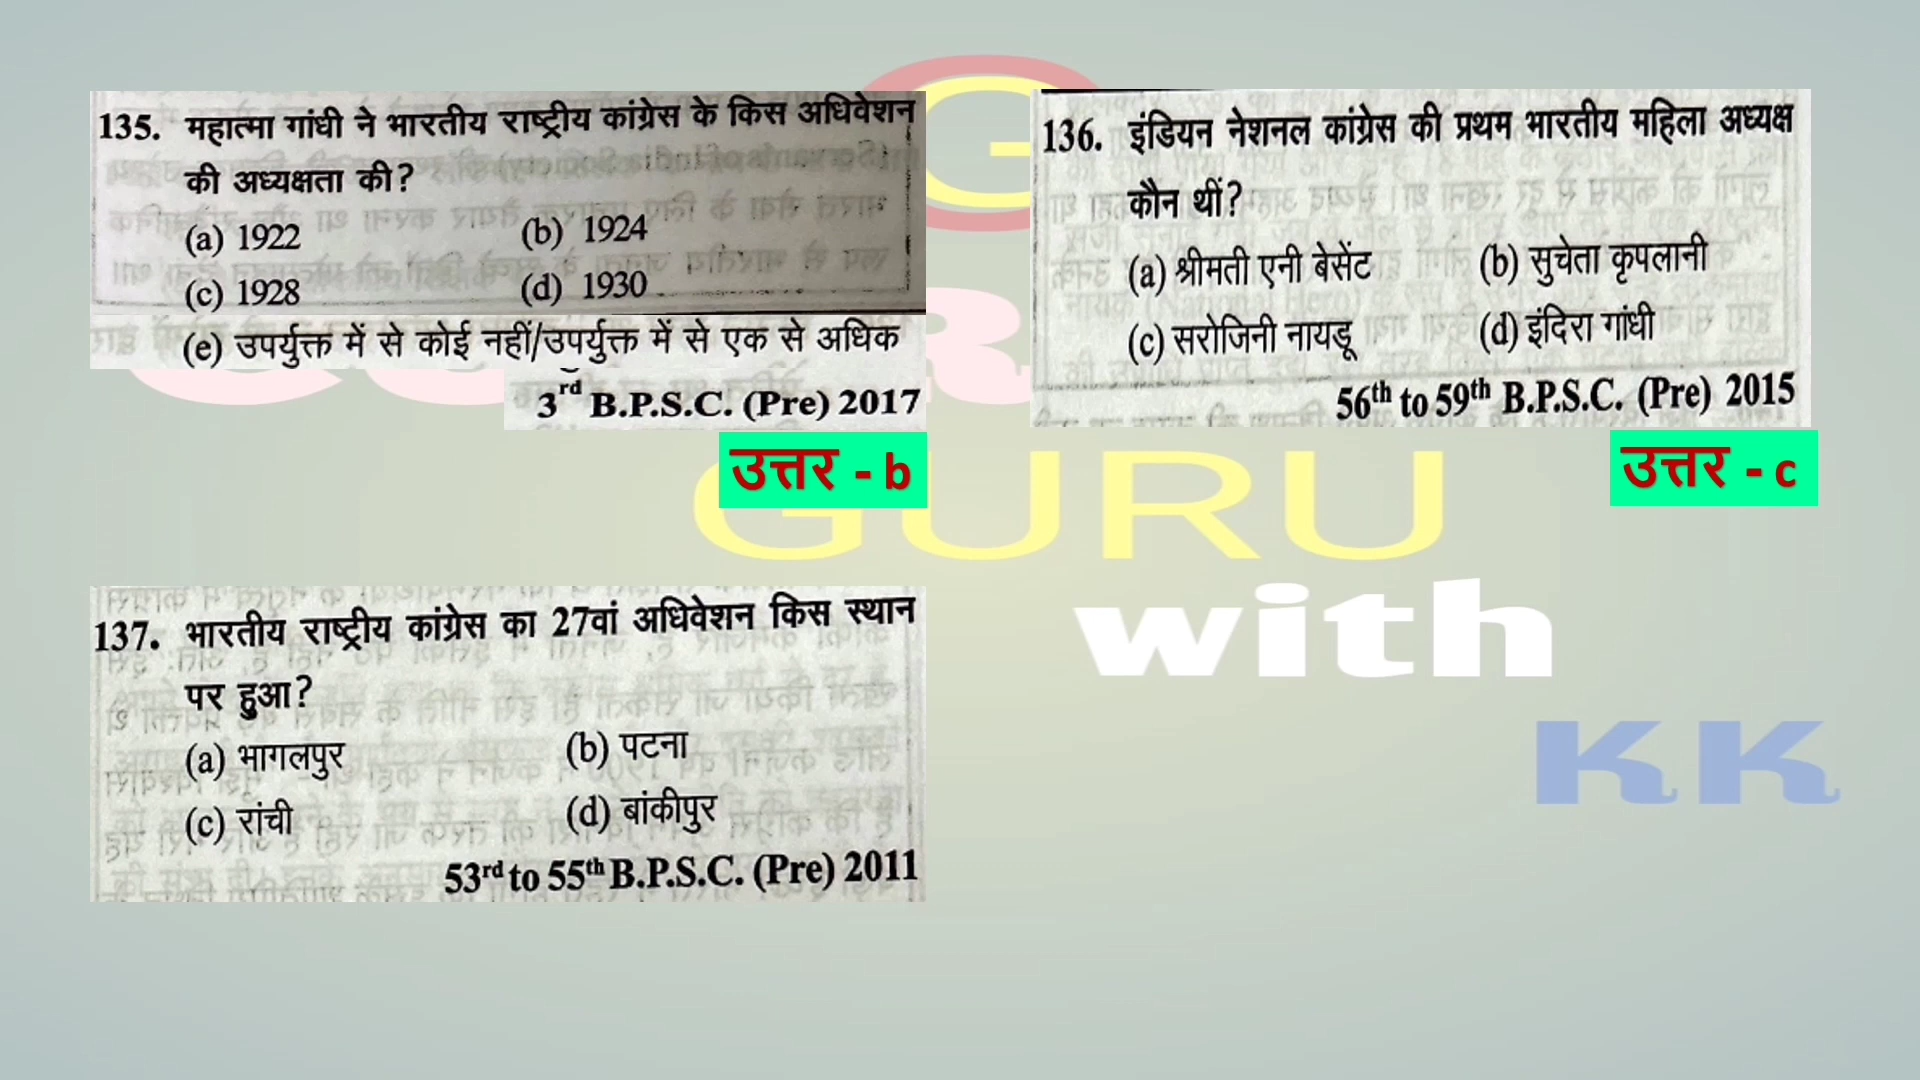 135. महात्मा गांधी ने भारतीय राष्ट्रीय कांग्रेस के किस अधिवेशन
की अध्यक्षता की?
(a) 1922 (b) 1924
(c) 1928 (d) 1930
(e) उपर्युक्त में से कोई नहीं/उपर्युक्त में से एक से अधिक
3rd B.P.S.C. (Pre) 2017
उत्तर - b
136. इंडियन नेशनल कांग्रेस की प्रथम भारतीय महिला अध्यक्ष
कौन थीं?
(a) श्रीमती एनी बेसेंट (b) सुचेता कृपलानी
(c) सरोजिनी नायडू (d) इंदिरा गांधी
56th to 59th B.P.S.C. (Pre) 2015
उत्तर - c
137. भारतीय राष्ट्रीय कांग्रेस का 27वां अधिवेशन किस स्थान
पर हुआ?
(a) भागलपुर (b) पटना
(c) रांची (d) बांकीपुर
53rd to 55th B.P.S.C. (Pre) 2011
G
GURU
with
KK